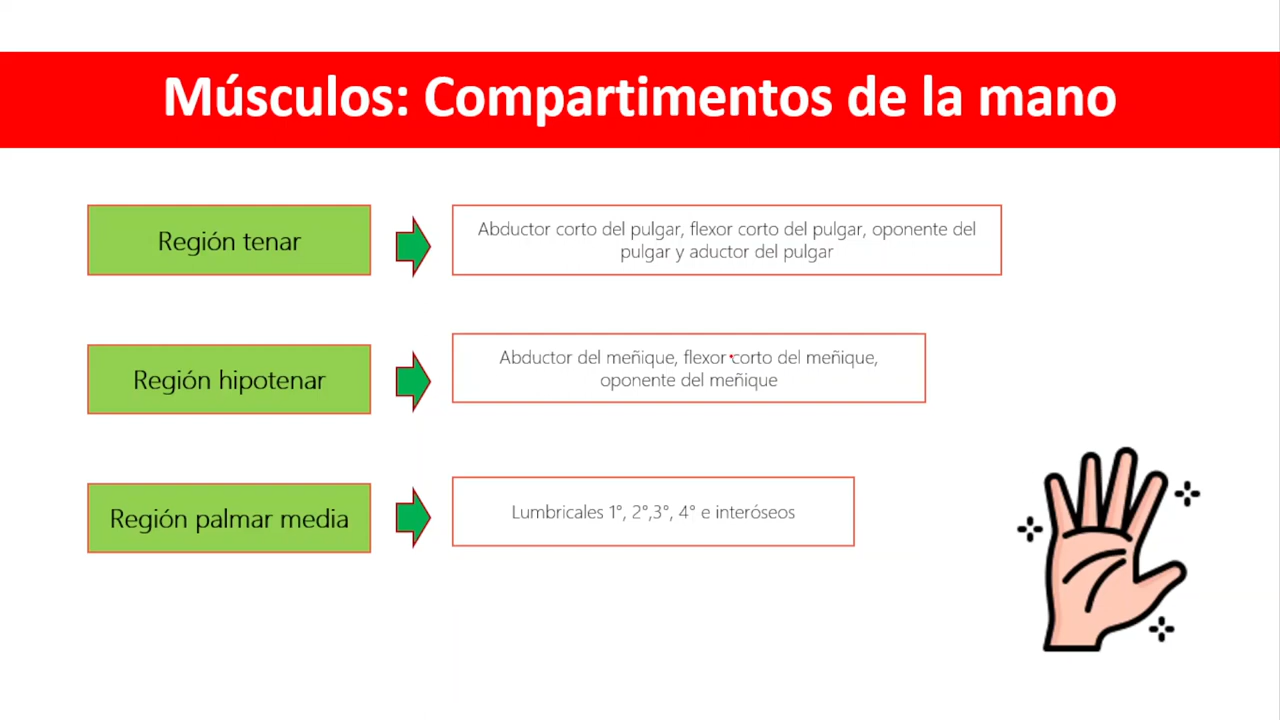 Músculos: Compartimentos de la mano
Región tenar
Abductor corto del pulgar, flexor corto del pulgar, oponente del
pulgar y aductor del pulgar
Región hipotenar
Abductor del meñique, flexor corto del meñique,
oponente del meñique
Región palmar media
Lumbricales 1°, 2°,3°, 4° e interóseos